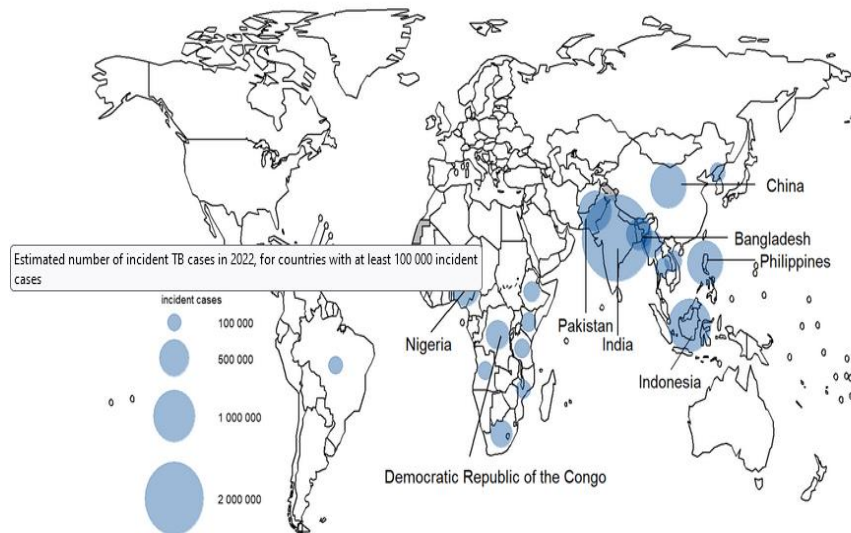 China
Bangladesh
Philippines
Estimated number of incident TB cases in 2022, for countries with at least 100 000 incident
cases
incident cases
100 000
500 000
1 000 000
2 000 000
Nigeria
Pakistan
India
Indonesia
Democratic Republic of the Congo